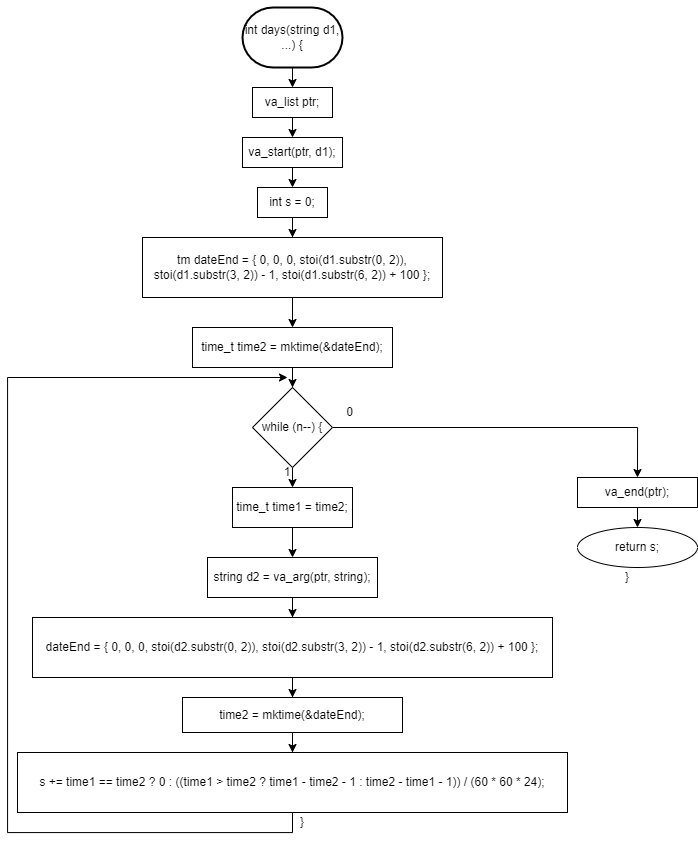 int days(string d1,
...) {
va_list ptr;
va_start(ptr, d1);
int s = 0;
tm dateEnd = { 0, 0, 0, stoi(d1.substr(0, 2)),
stoi(d1.substr(3, 2)) - 1, stoi(d1.substr(6, 2)) + 100 };
time_t time2 = mktime(&dateEnd);
while (n--) {
0
1
time_t time1 = time2;
va_end(ptr);
return s;
}
string d2 = va_arg(ptr, string);
dateEnd = { 0, 0, 0, stoi(d2.substr(0, 2)), stoi(d2.substr(3, 2)) - 1, stoi(d2.substr(6, 2)) + 100 };
time2 = mktime(&dateEnd);
s += time1 == time2 ? 0 : ((time1 > time2 ? time1 - time2 - 1 : time2 - time1 - 1)) / (60 * 60 * 24);
}